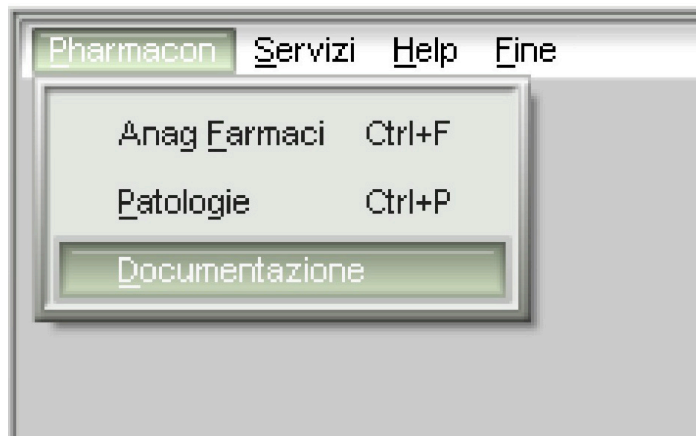 Pharmacon Servizi Help Fine
Anag Farmaci Ctrl+F
Patologie Ctrl+P
Documentazione